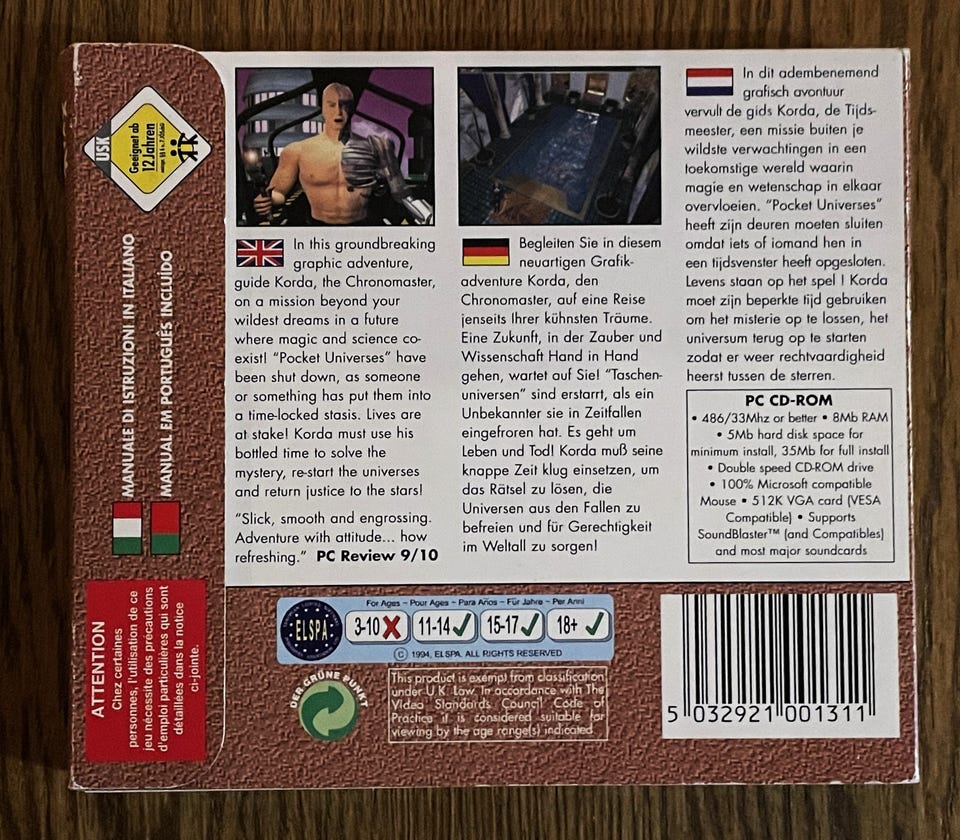 USK
Geeignet ab
12 Jahren
MANUALE DI ISTRUZIONI IN ITALIANO
MANUAL EM PORTUGUÊS INCLUÍDO
ATTENTION
Chez certaines
personnes, l'utilisation de ce
jeu nécessite des précautions
d'emploi particulières qui sont
détaillées dans la notice
ci-jointe.
In this groundbreaking
graphic adventure,
guide Korda, the Chronomaster,
on a mission beyond your
wildest dreams in a future
where magic and science co-
exist! "Pocket Universes" have
been shut down, as someone
or something has put them into
a time-locked stasis. Lives are
at stake! Korda must use his
bottled time to solve the
mystery, re-start the universes
and return justice to the stars!
"Slick, smooth and engrossing.
Adventure with attitude... how
refreshing." PC Review 9/10
Begleiten Sie in diesem
neuartigen Grafik-
adventure Korda, den
Chronomaster, auf eine Reise
jenseits Ihrer kühnsten Träume.
Eine Zukunft, in der Zauber und
Wissenschaft Hand in Hand
gehen, wartet auf Sie! "Taschen-
universen" sind erstarrt, als ein
Unbekannter sie in Zeitfallen
eingefroren hat. Es geht um
Leben und Tod! Korda muß seine
knappe Zeit klug einsetzen, um
das Rätsel zu lösen, die
Universen aus den Fallen zu
befreien und für Gerechtigkeit
im Weltall zu sorgen!
In dit adembenemend
grafisch avontuur
vervult de gids Korda, de Tijds-
meester, een missie buiten je
wildste verwachtingen in een
toekomstige wereld waarin
magie en wetenschap in elkaar
overvloeien. "Pocket Universes"
heeft zijn deuren moeten sluiten
omdat iets of iomand hen in
een tijdsvenster heeft opgesloten.
Levens staan op het spel ! Korda
moet zijn beperkte tijd gebruiken
om het misterie op te lossen, het
universum terug op te starten
zodat er weer rechtvaardigheid
heerst tussen de sterren.
PC CD-ROM
• 486/33Mhz or better • 8Mb RAM
• 5Mb hard disk space for
minimum install, 35Mb for full install
• Double speed CD-ROM drive
• 100% Microsoft compatible
Mouse • 512K VGA card (VESA
Compatible) • Supports
SoundBlaster™ (and Compatibles)
and most major soundcards
For Ages – Pour Ages – Para Años – Für Jahre – Per Anni
ELSPA
3-10 11-14 15-17 18+
© 1994, ELSPA. ALL RIGHTS RESERVED
DER GRÜNE PUNKT
This product is exempt from classification
under U.K. Law. In accordance with The
Video Standards Council Code of
Practice it is considered suitable for
viewing by the age range(s) indicated
5 032921 001311